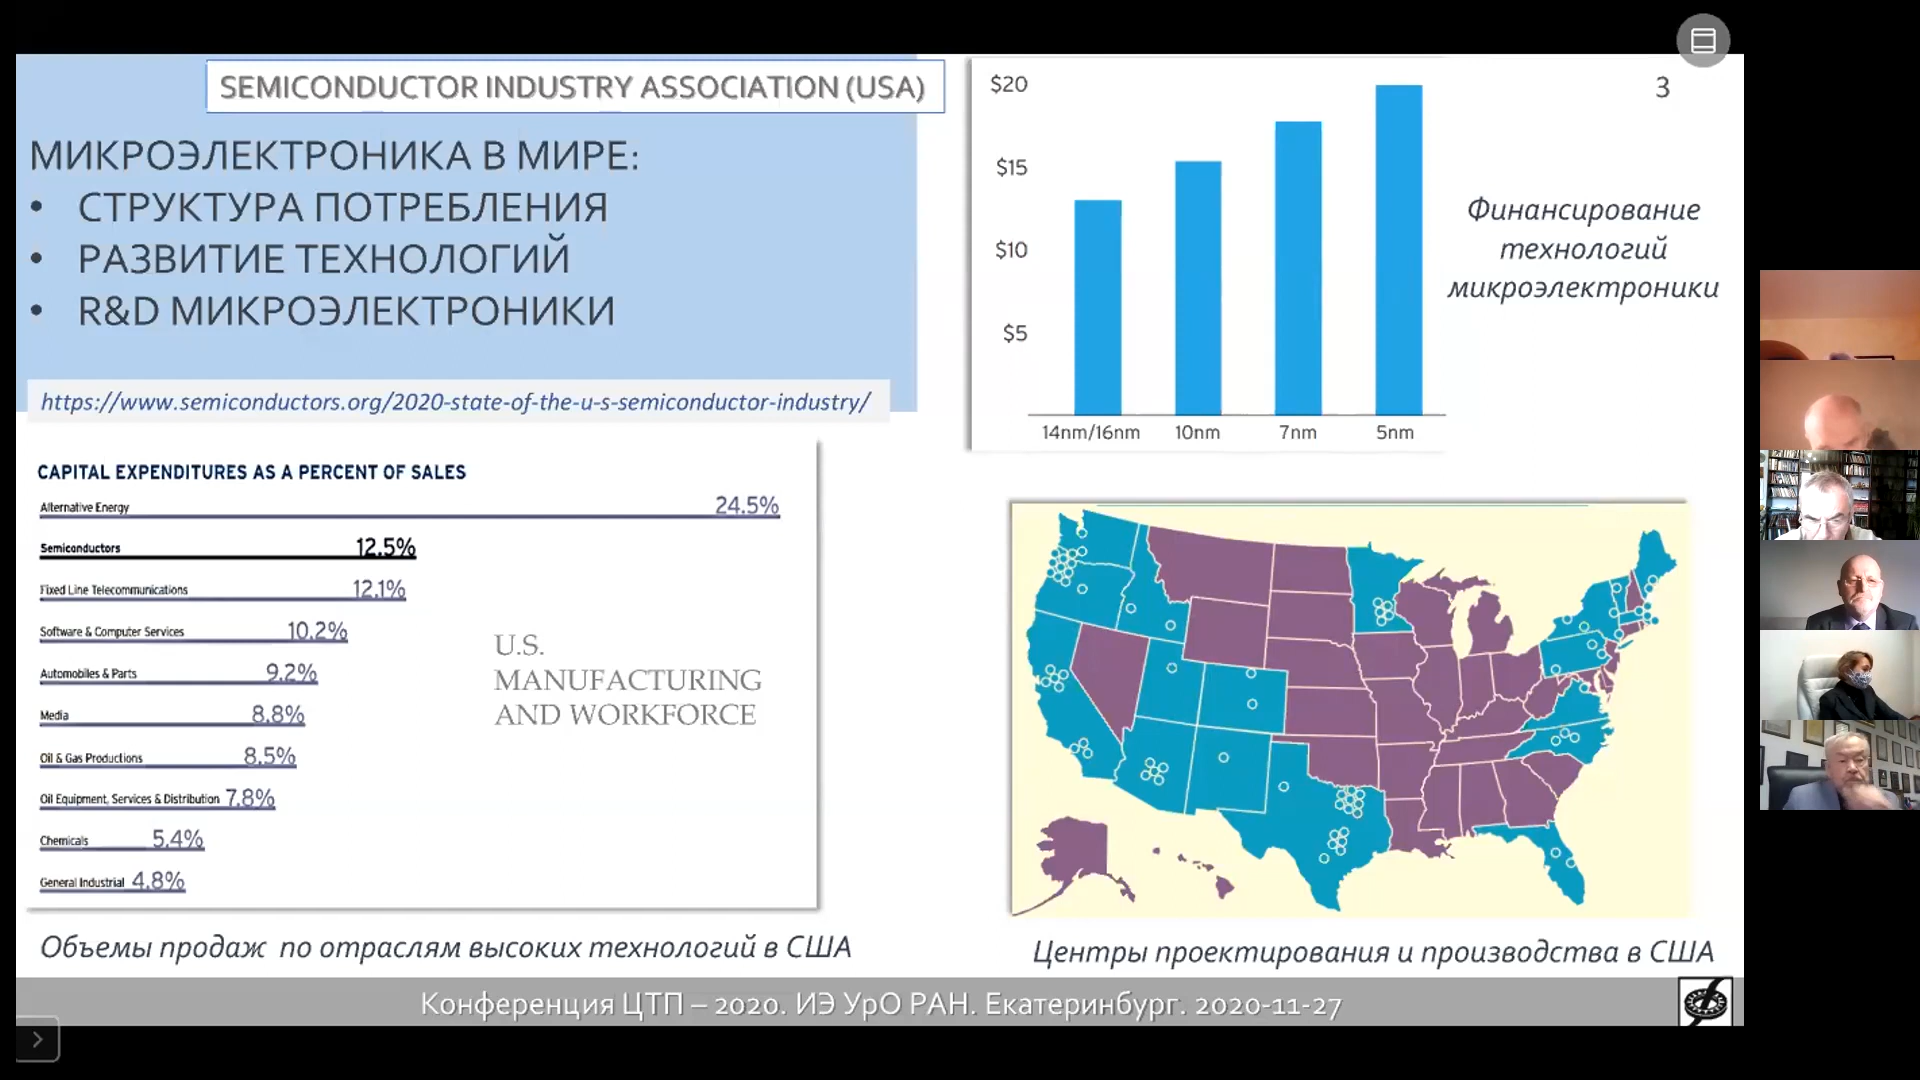 SEMICONDUCTOR INDUSTRY ASSOCIATION (USA)
МИКРОЭЛЕКТРОНИКА В МИРЕ:
• СТРУКТУРА ПОТРЕБЛЕНИЯ
• РАЗВИТИЕ ТЕХНОЛОГИЙ
• R&D МИКРОЭЛЕКТРОНИКИ
https://www.semiconductors.org/2020-state-of-the-u-s-semiconductor-industry/
3
$20
$15
$10
$5
14nm/16nm 10nm 7nm 5nm
Финансирование
технологий
микроэлектроники
CAPITAL EXPENDITURES AS A PERCENT OF SALES
Alternative Energy 24.5%
Semiconductors 12.5%
Fixed Line Telecommunications 12.1%
Software & Computer Services 10.2%
Automobiles & Parts 9.2%
Media 8.8%
Oil & Gas Productions 8.5%
Oil Equipment, Services & Distribution 7.8%
Chemicals 5.4%
General Industrial 4.8%
U.S.
MANUFACTURING
AND WORKFORCE
Объемы продаж по отраслям высоких технологий в США
Центры проектирования и производства в США
Конференция ЦТП – 2020. ИЭ УрО РАН. Екатеринбург. 2020-11-27